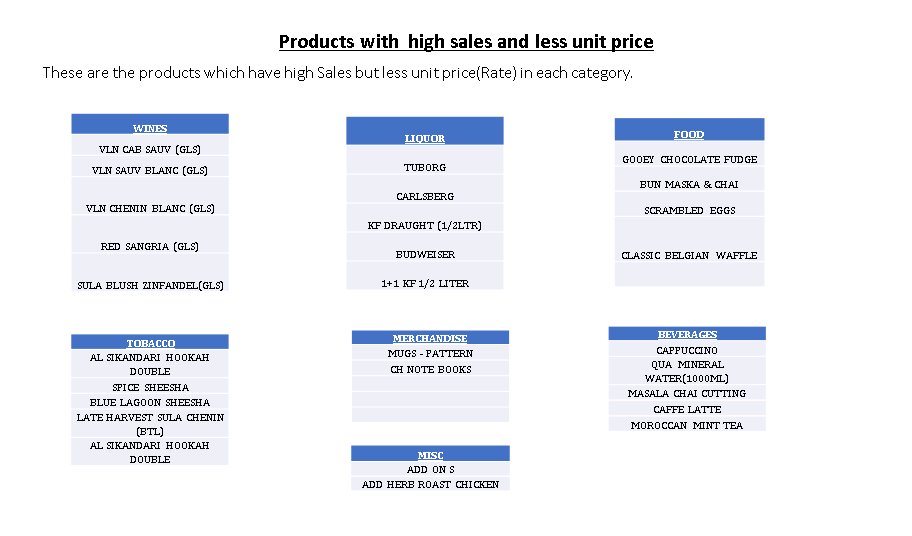 Products with high sales and less unit price
These are the products which have high Sales but less unit price(Rate) in each category.
WINES
VLN CAB SAUV (GLS)
VLN SAUV BLANC (GLS)
VLN CHENIN BLANC (GLS)
RED SANGRIA (GLS)
SULA BLUSH ZINFANDEL(GLS)
LIQUOR
TUBORG
CARLSBERG
KF DRAUGHT (1/2LTR)
BUDWEISER
1+1 KF 1/2 LITER
FOOD
GOOEY CHOCOLATE FUDGE
BUN MASKA & CHAI
SCRAMBLED EGGS
CLASSIC BELGIAN WAFFLE
TOBACCO
AL SIKANDARI HOOKAH
DOUBLE
SPICE SHEESHA
BLUE LAGOON SHEESHA
LATE HARVEST SULA CHENIN
(BTL)
AL SIKANDARI HOOKAH
DOUBLE
MERCHANDISE
MUGS - PATTERN
CH NOTE BOOKS
MISC
ADD ON S
ADD HERB ROAST CHICKEN
BEVERAGES
CAPPUCCINO
QUA MINERAL
WATER(1000ML)
MASALA CHAI CUTTING
CAFFE LATTE
MOROCCAN MINT TEA